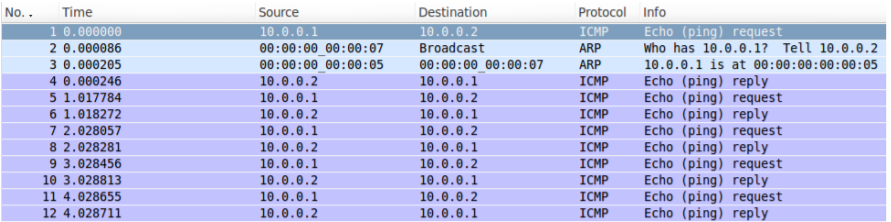 No. . Time Source Destination Protocol Info
1 0.000000 10.0.0.1 10.0.0.2 ICMP Echo (ping) request
2 0.000086 00:00:00_00:00:07 Broadcast ARP Who has 10.0.0.1? Tell 10.0.0.2
3 0.000205 00:00:00_00:00:05 00:00:00_00:00:07 ARP 10.0.0.1 is at 00:00:00:00:00:05
4 0.000246 10.0.0.2 10.0.0.1 ICMP Echo (ping) reply
5 1.017784 10.0.0.1 10.0.0.2 ICMP Echo (ping) request
6 1.018272 10.0.0.2 10.0.0.1 ICMP Echo (ping) reply
7 2.028057 10.0.0.1 10.0.0.2 ICMP Echo (ping) request
8 2.028281 10.0.0.2 10.0.0.1 ICMP Echo (ping) reply
9 3.028456 10.0.0.1 10.0.0.2 ICMP Echo (ping) request
10 3.028813 10.0.0.2 10.0.0.1 ICMP Echo (ping) reply
11 4.028655 10.0.0.1 10.0.0.2 ICMP Echo (ping) request
12 4.028711 10.0.0.2 10.0.0.1 ICMP Echo (ping) reply